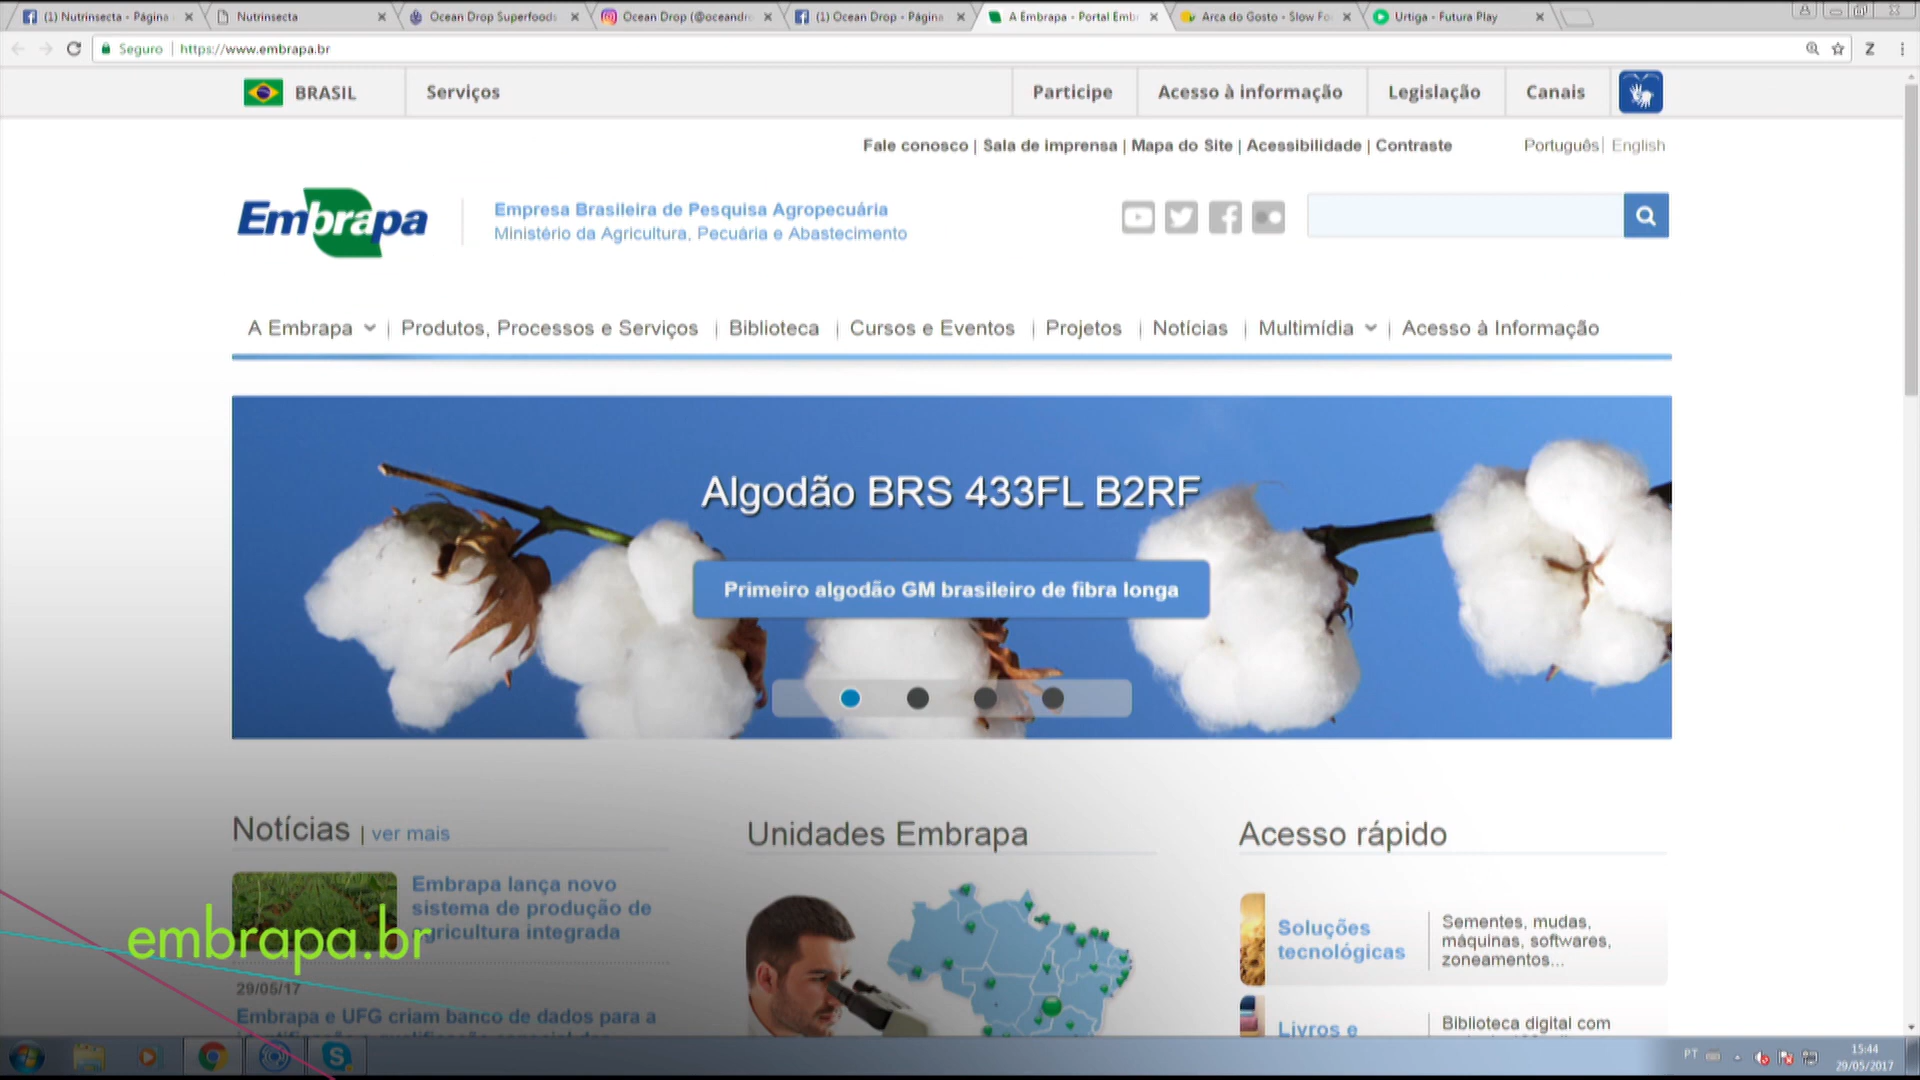 (1) Nutrinsecta - Página
Nutrinsecta
Ocean Drop Superfoods
Ocean Drop (@oceandr
(1) Ocean Drop - Página
A Embrapa - Portal Emb
Arca do Gosto - Slow Fo
Urtiga - Futura Play
Seguro
https://www.embrapa.br
BRASIL
Serviços
Participe
Acesso à informação
Legislação
Canais
Fale conosco | Sala de imprensa | Mapa do Site | Acessibilidade | Contraste
Português | English
Embrapa
Empresa Brasileira de Pesquisa Agropecuária
Ministério da Agricultura, Pecuária e Abastecimento
A Embrapa | Produtos, Processos e Serviços | Biblioteca | Cursos e Eventos | Projetos | Notícias | Multimídia | Acesso à Informação
Algodão BRS 433FL B2RF
Primeiro algodão GM brasileiro de fibra longa
Notícias | ver mais
Embrapa lança novo
sistema de produção de
agricultura integrada
embrapa.br
29/05/17
Embrapa e UFG criam banco de dados para a
Unidades Embrapa
Acesso rápido
Soluções
tecnológicas
Sementes, mudas,
máquinas, softwares,
zoneamentos...
Livros e
Biblioteca digital com
PT
15:44
29/05/2017